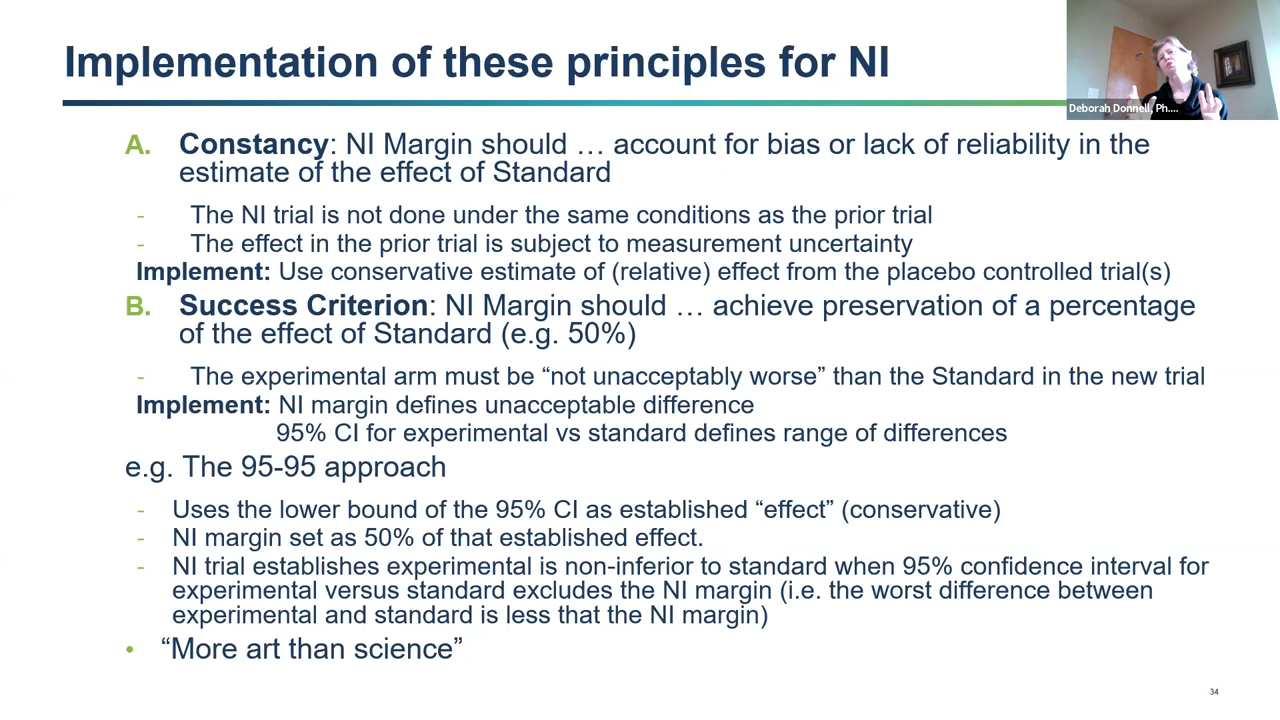 Implementation of these principles for NI
Deborah Donnell, Ph....
A. Constancy: NI Margin should … account for bias or lack of reliability in the
estimate of the effect of Standard
- The NI trial is not done under the same conditions as the prior trial
- The effect in the prior trial is subject to measurement uncertainty
Implement: Use conservative estimate of (relative) effect from the placebo controlled trial(s)
B. Success Criterion: NI Margin should … achieve preservation of a percentage
of the effect of Standard (e.g. 50%)
- The experimental arm must be “not unacceptably worse” than the Standard in the new trial
Implement: NI margin defines unacceptable difference
95% CI for experimental vs standard defines range of differences
e.g. The 95-95 approach
- Uses the lower bound of the 95% CI as established “effect” (conservative)
- NI margin set as 50% of that established effect.
- NI trial establishes experimental is non-inferior to standard when 95% confidence interval for
experimental versus standard excludes the NI margin (i.e. the worst difference between
experimental and standard is less that the NI margin)
• “More art than science”
34